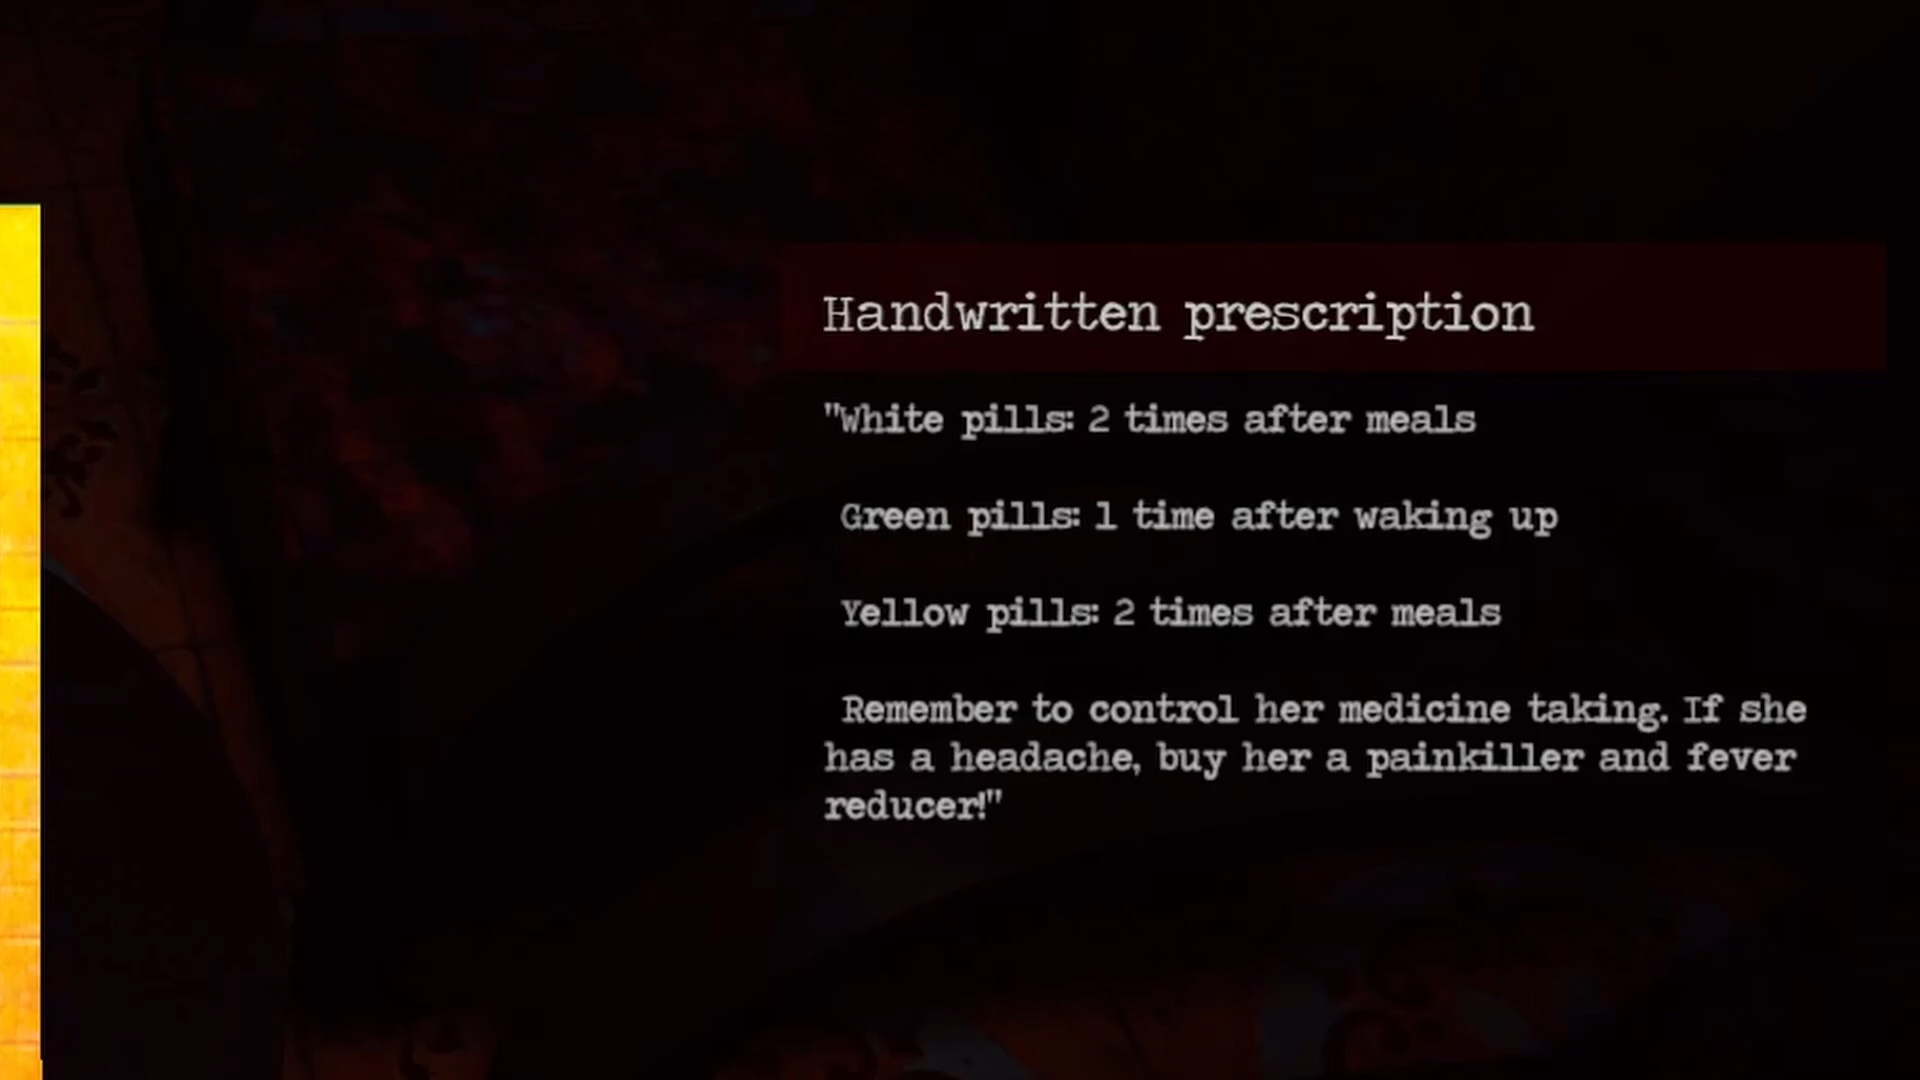 Handwritten prescription
"White pills: 2 times after meals
Green pills: 1 time after waking up
Yellow pills: 2 times after meals
Remember to control her medicine taking. If she
has a headache, buy her a painkiller and fever
reducer!"